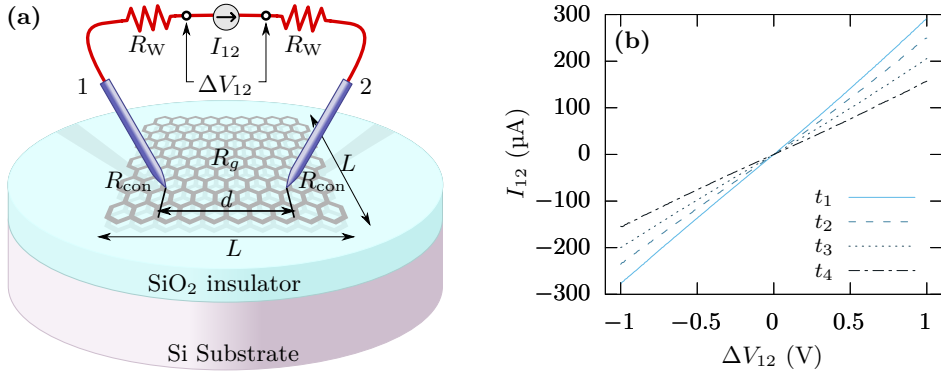 (a)
R_W
I_12
R_W
1
ΔV_12
2
R_g
R_con
R_con
L
d
L
SiO_2 insulator
Si Substrate
(b)
300
200
100
0
−100
−200
−300
I_12 (µA)
t_1
t_2
t_3
t_4
−1
−0.5
0
0.5
1
ΔV_12 (V)